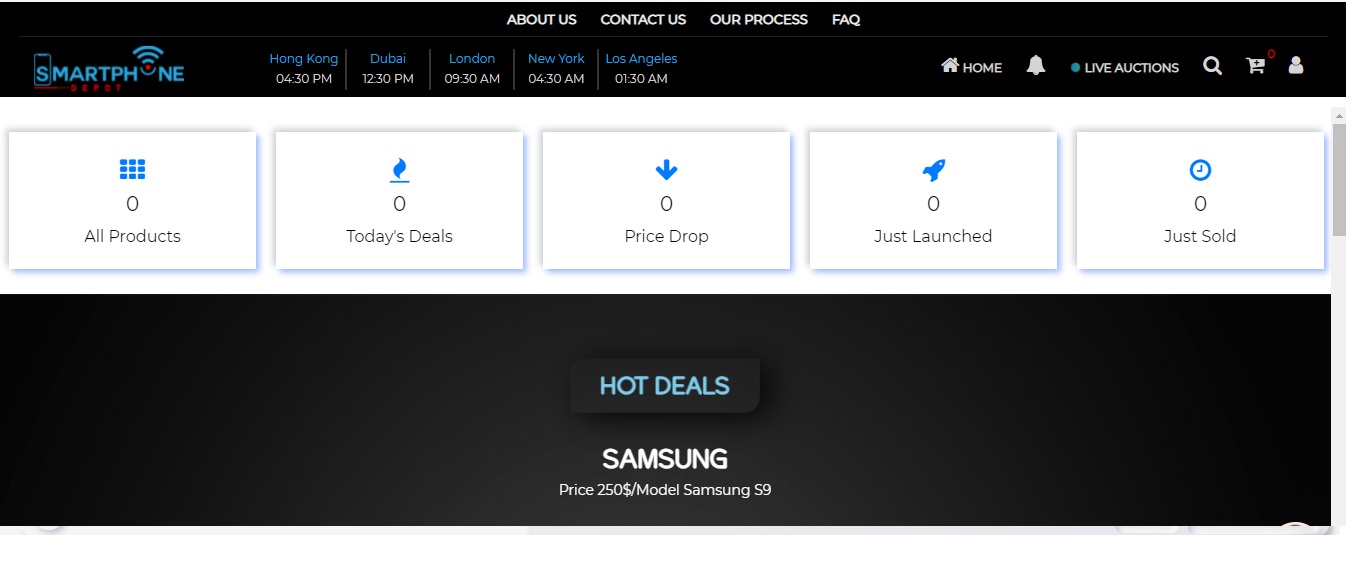 ABOUT US CONTACT US OUR PROCESS FAQ
SMARTPHONE
DEPOT
Hong Kong Dubai London New York Los Angeles
04:30 PM 12:30 PM 09:30 AM 04:30 AM 01:30 AM
HOME LIVE AUCTIONS 0
0 0 0 0 0
All Products Today's Deals Price Drop Just Launched Just Sold
HOT DEALS
SAMSUNG
Price 250$/Model Samsung S9